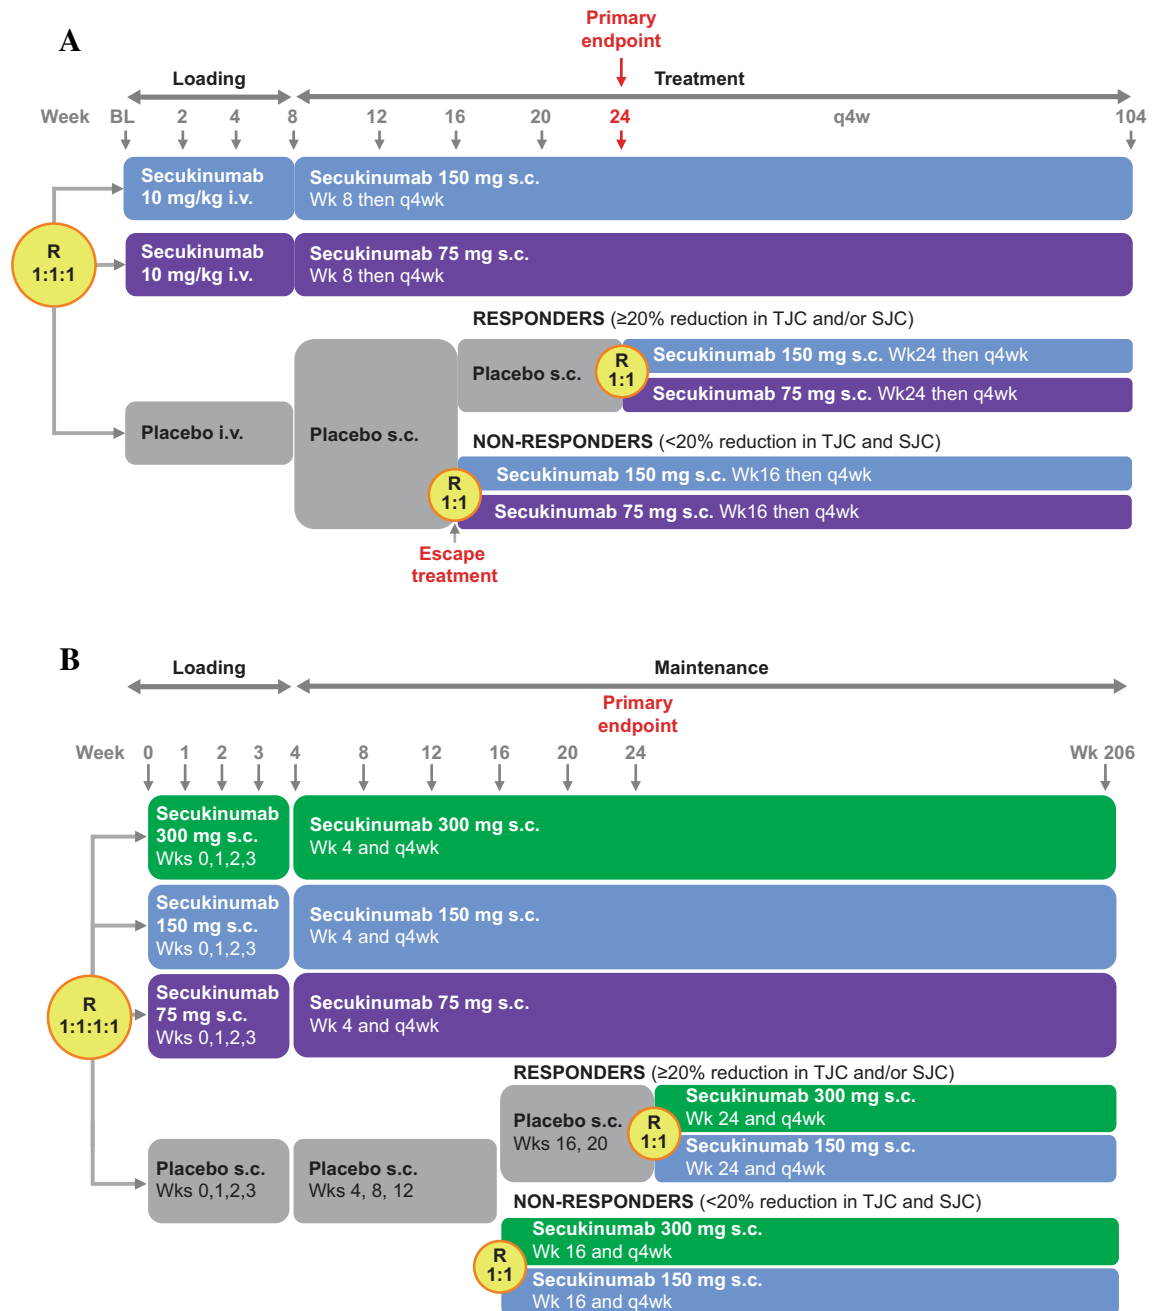 A
Primary
endpoint
Loading
Treatment
Week BL 2 4 8 12 16 20 24 q4w 104
Secukinumab
10 mg/kg i.v.
Secukinumab 150 mg s.c.
Wk 8 then q4wk
R
1:1:1
Secukinumab
10 mg/kg i.v.
Secukinumab 75 mg s.c.
Wk 8 then q4wk
RESPONDERS (≥20% reduction in TJC and/or SJC)
Placebo s.c.
R
1:1
Secukinumab 150 mg s.c. Wk24 then q4wk
Secukinumab 75 mg s.c. Wk24 then q4wk
Placebo i.v.
Placebo s.c.
NON-RESPONDERS (<20% reduction in TJC and SJC)
R
1:1
Secukinumab 150 mg s.c. Wk16 then q4wk
Secukinumab 75 mg s.c. Wk16 then q4wk
Escape
treatment
B
Loading
Maintenance
Primary
endpoint
Week 0 1 2 3 4 8 12 16 20 24 Wk 206
Secukinumab
300 mg s.c.
Wks 0,1,2,3
Secukinumab 300 mg s.c.
Wk 4 and q4wk
Secukinumab
150 mg s.c.
Wks 0,1,2,3
Secukinumab 150 mg s.c.
Wk 4 and q4wk
R
1:1:1:1
Secukinumab
75 mg s.c.
Wks 0,1,2,3
Secukinumab 75 mg s.c.
Wk 4 and q4wk
RESPONDERS (≥20% reduction in TJC and/or SJC)
Placebo s.c.
Wks 16, 20
R
1:1
Secukinumab 300 mg s.c.
Wk 24 and q4wk
Secukinumab 150 mg s.c.
Wk 24 and q4wk
Placebo s.c.
Wks 0,1,2,3
Placebo s.c.
Wks 4, 8, 12
NON-RESPONDERS (<20% reduction in TJC and SJC)
R
1:1
Secukinumab 300 mg s.c.
Wk 16 and q4wk
Secukinumab 150 mg s.c.
Wk 16 and q4wk